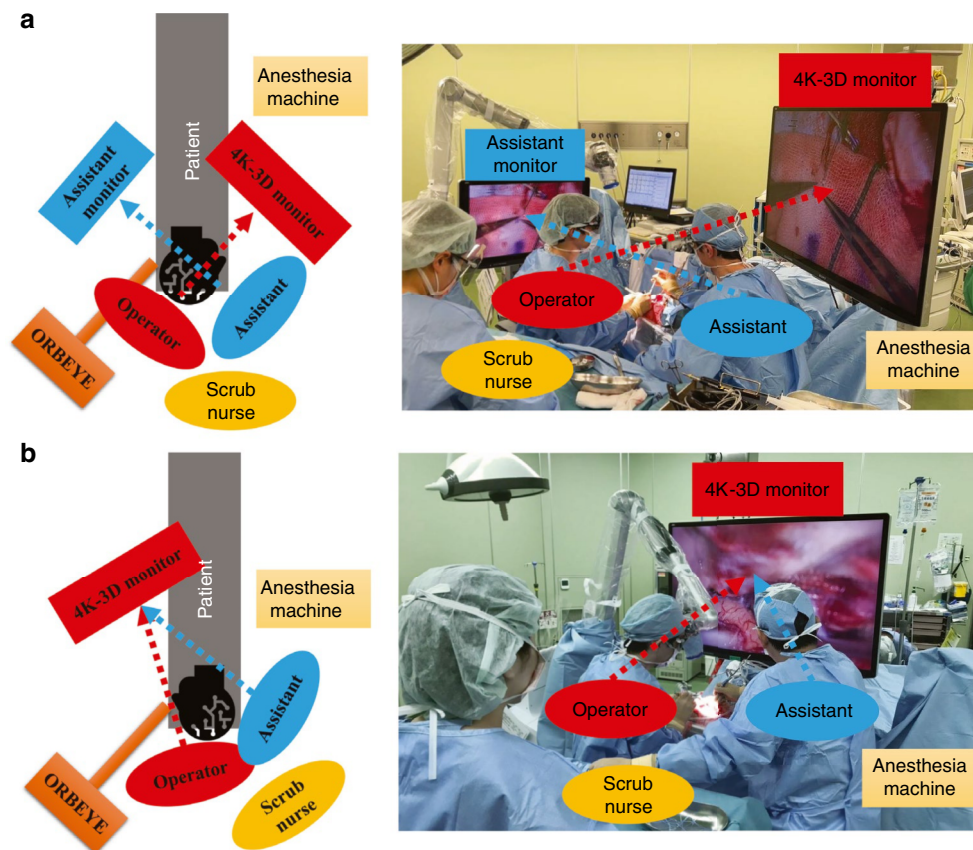 a
Anesthesia
machine
Patient
Assistant
monitor
4K-3D monitor
Operator
Assistant
ORBEYE
Scrub
nurse
4K-3D monitor
Assistant
monitor
Operator
Assistant
Scrub
nurse
Anesthesia
machine
b
4K-3D monitor
Patient
Anesthesia
machine
Assistant
Operator
ORBEYE
Scrub
nurse
4K-3D monitor
Operator
Assistant
Scrub
nurse
Anesthesia
machine